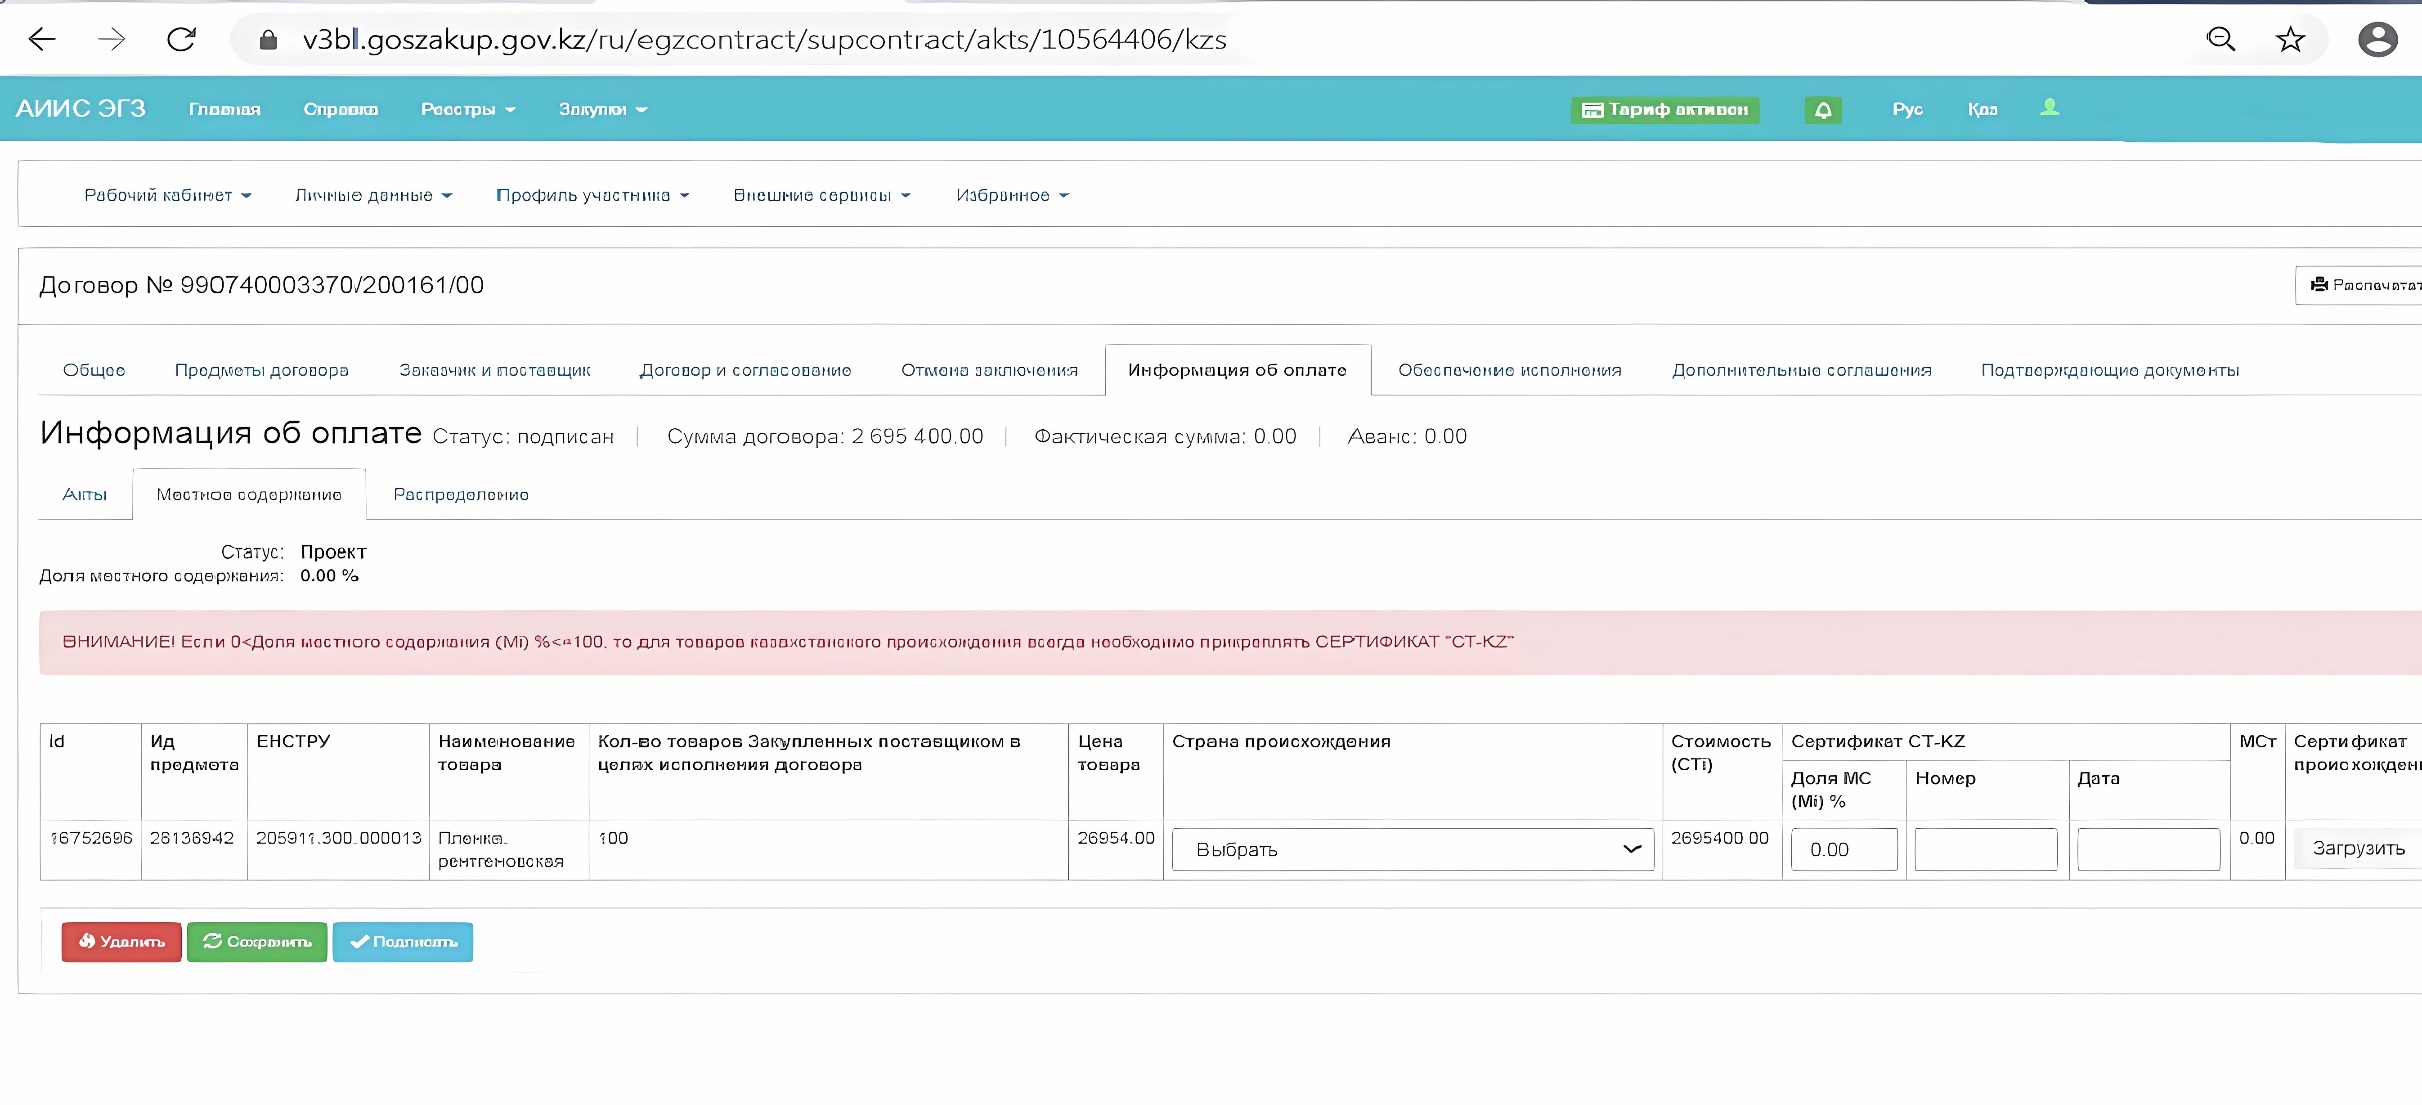 v3bl.goszakup.gov.kz/ru/egzcontract/supcontract/akts/10564406/kzs
АИИС ЭГЗ Главная Справка Реестры Закупки Тариф активен Рус Қаз
Рабочий кабинет Личные данные Профиль участника Внешние сервисы Избранное
Договор № 990740003370/200161/00 Распечатат
Общее Предметы договора Заказчик и поставщик Договор и согласование Отмена заключения Информация об оплате Обеспечение исполнения Дополнительные соглашения Подтверждающие документы
Информация об оплате Статус: подписан | Сумма договора: 2 695 400.00 | Фактическая сумма: 0.00 | Аванс: 0.00
Акты Местное содержание Распределение
Статус: Проект
Доля местного содержания: 0.00 %
ВНИМАНИЕ! Если 0<Доля местного содержания (Mi) %<=100, то для товаров казахстанского происхождения всегда необходимо прикреплять СЕРТИФИКАТ "CT-KZ"
Id Ид предмета ЕНСТРУ Наименование товара Кол-во товаров Закупленных поставщиком в целях исполнения договора Цена товара Страна происхождения Стоимость (СТi) Сертификат CT-KZ МСт Сертификат происхожден
Доля МС (Mi) % Номер Дата
16752696 28136942 205911.300.000013 Пленка рентгеновская 100 26954.00 Выбрать 2695400.00 0.00 0.00 Загрузить
Удалить Сохранить Подписать